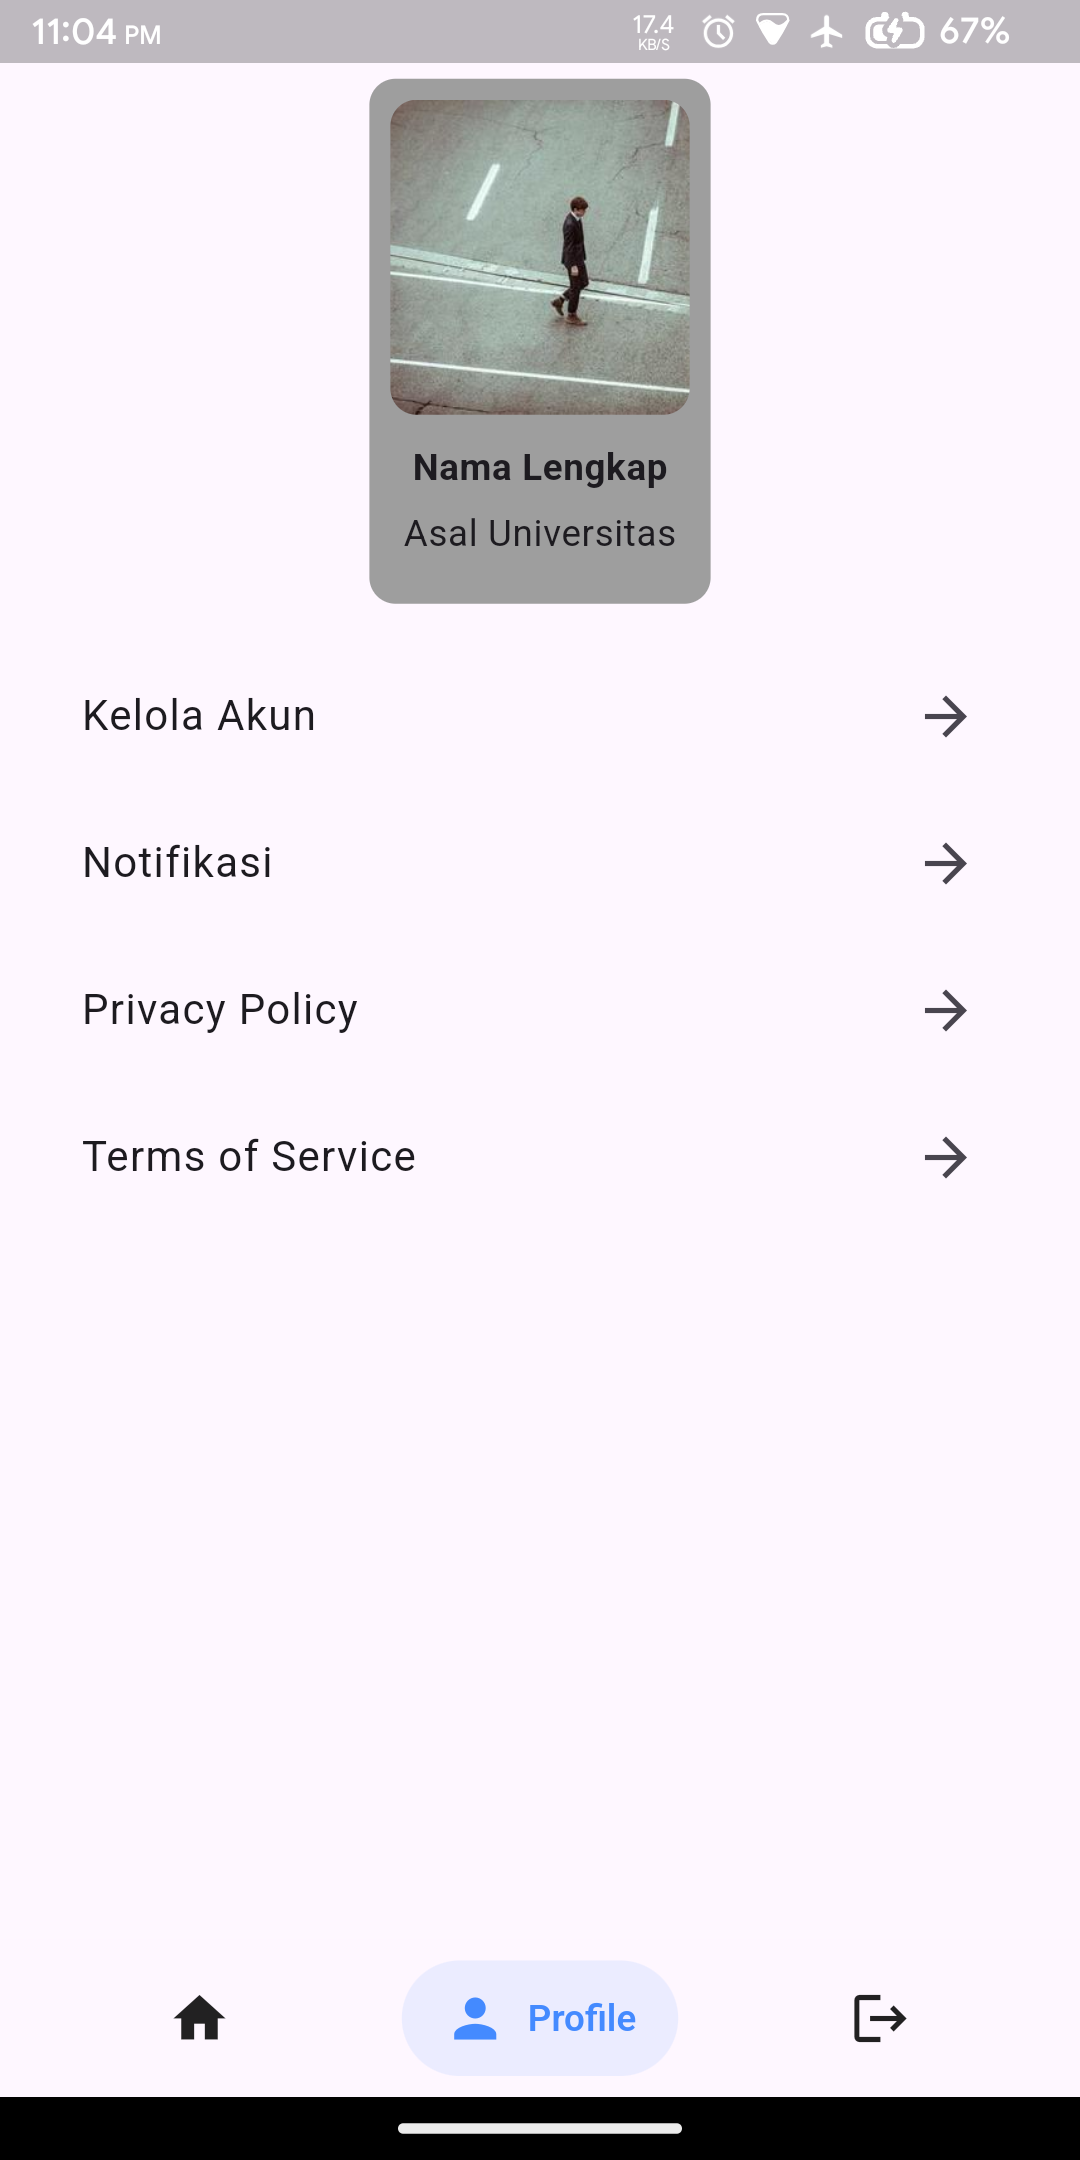 11:04 PM
17.4
KB/S
67%
Nama Lengkap
Asal Universitas
Kelola Akun
Notifikasi
Privacy Policy
Terms of Service
Profile